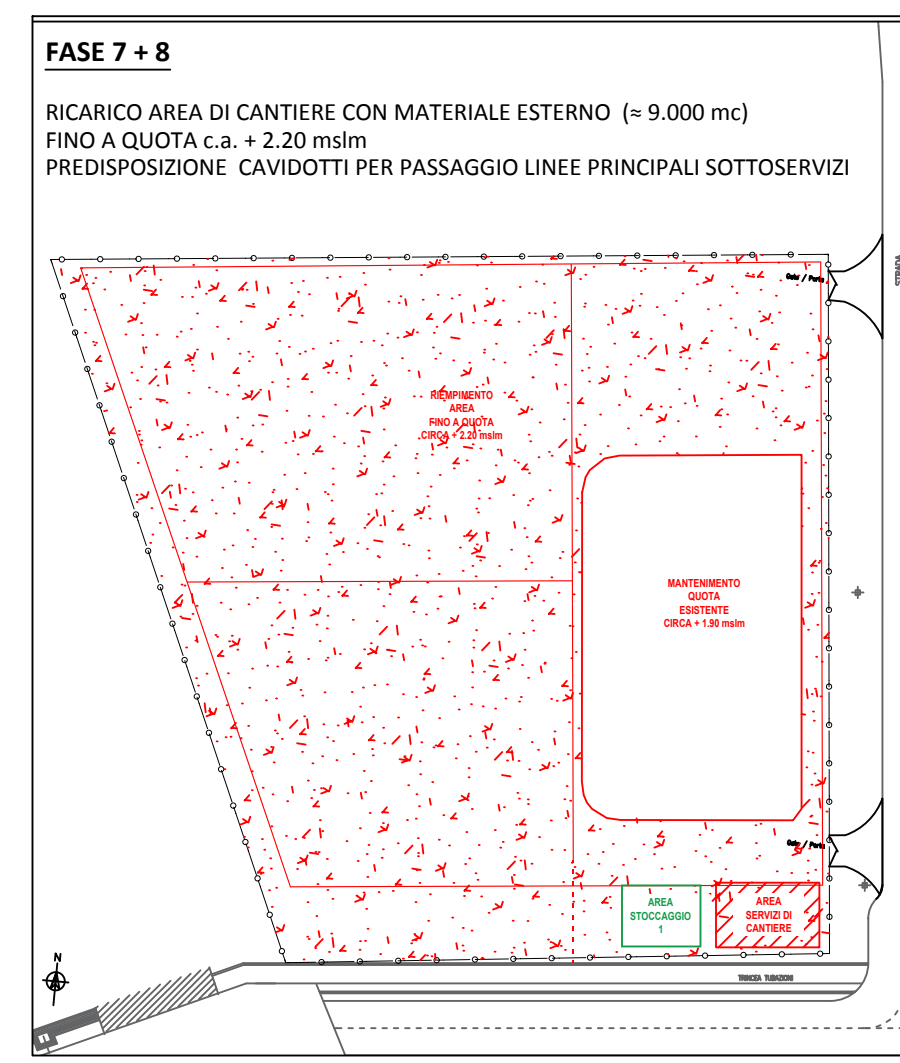 FASE 7 + 8
RICARICO AREA DI CANTIERE CON MATERIALE ESTERNO (≈ 9.000 mc)
FINO A QUOTA c.a. + 2.20 mslm
PREDISPOSIZIONE CAVIDOTTI PER PASSAGGIO LINEE PRINCIPALI SOTTOSERVIZI
STRADA
RIEMPIMENTO
AREA
FINO A QUOTA
CIRCA + 2.20 mslm
MANTENIMENTO
QUOTA
ESISTENTE
CIRCA + 1.90 mslm
AREA
STOCCAGGIO
1
AREA
SERVIZI DI
CANTIERE
N
TRINCEA TUBAZIONI